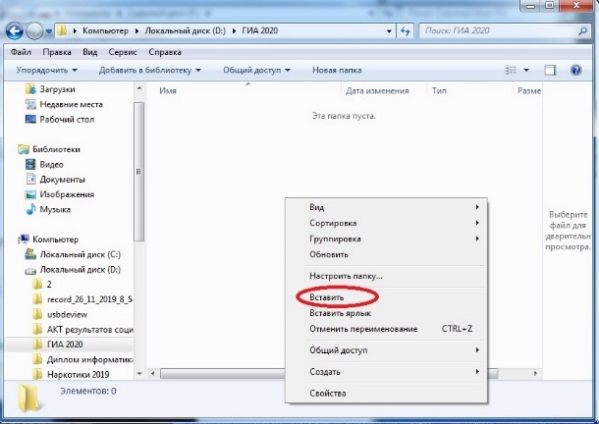 Компьютер ▸ Локальный диск (D:) ▸ ГИА 2020
Поиск: ГИА 2020
Файл Правка Вид Сервис Справка
Упорядочить Добавить в библиотеку Общий доступ Новая папка
Имя Дата изменения Тип Разме
Эта папка пуста.
Загрузки
Недавние места
Рабочий стол
Библиотеки
Видео
Документы
Изображения
Музыка
Компьютер
Локальный диск (C:)
Локальный диск (D:)
2
record_26_11_2019_8_5
usbdeview
АКТ результатов соци
ГИА 2020
Диплом информатик
Наркотики 2019
Вид
Сортировка
Группировка
Обновить
Настроить папку...
Вставить
Вставить ярлык
Отменить переименование CTRL+Z
Общий доступ
Создать
Свойства
Выберите
файл для
дварительн
просмотра.
Элементов: 0